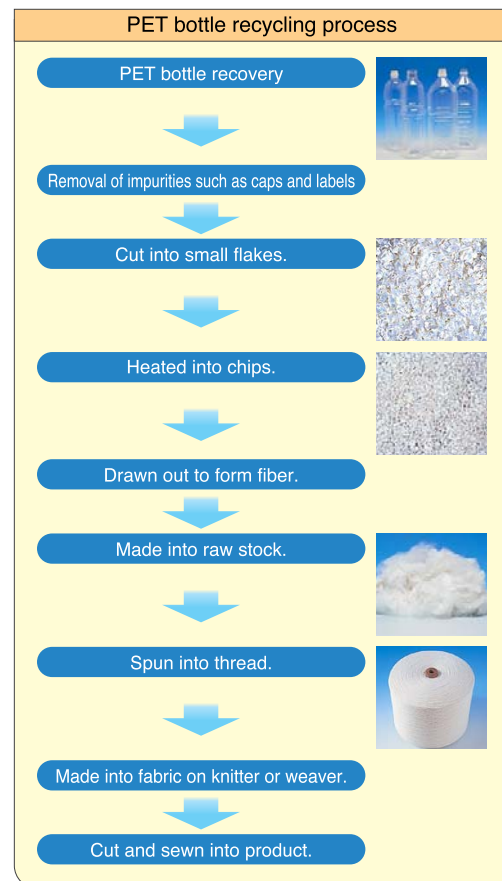 PET bottle recycling process
PET bottle recovery
Removal of impurities such as caps and labels
Cut into small flakes.
Heated into chips.
Drawn out to form fiber.
Made into raw stock.
Spun into thread.
Made into fabric on knitter or weaver.
Cut and sewn into product.